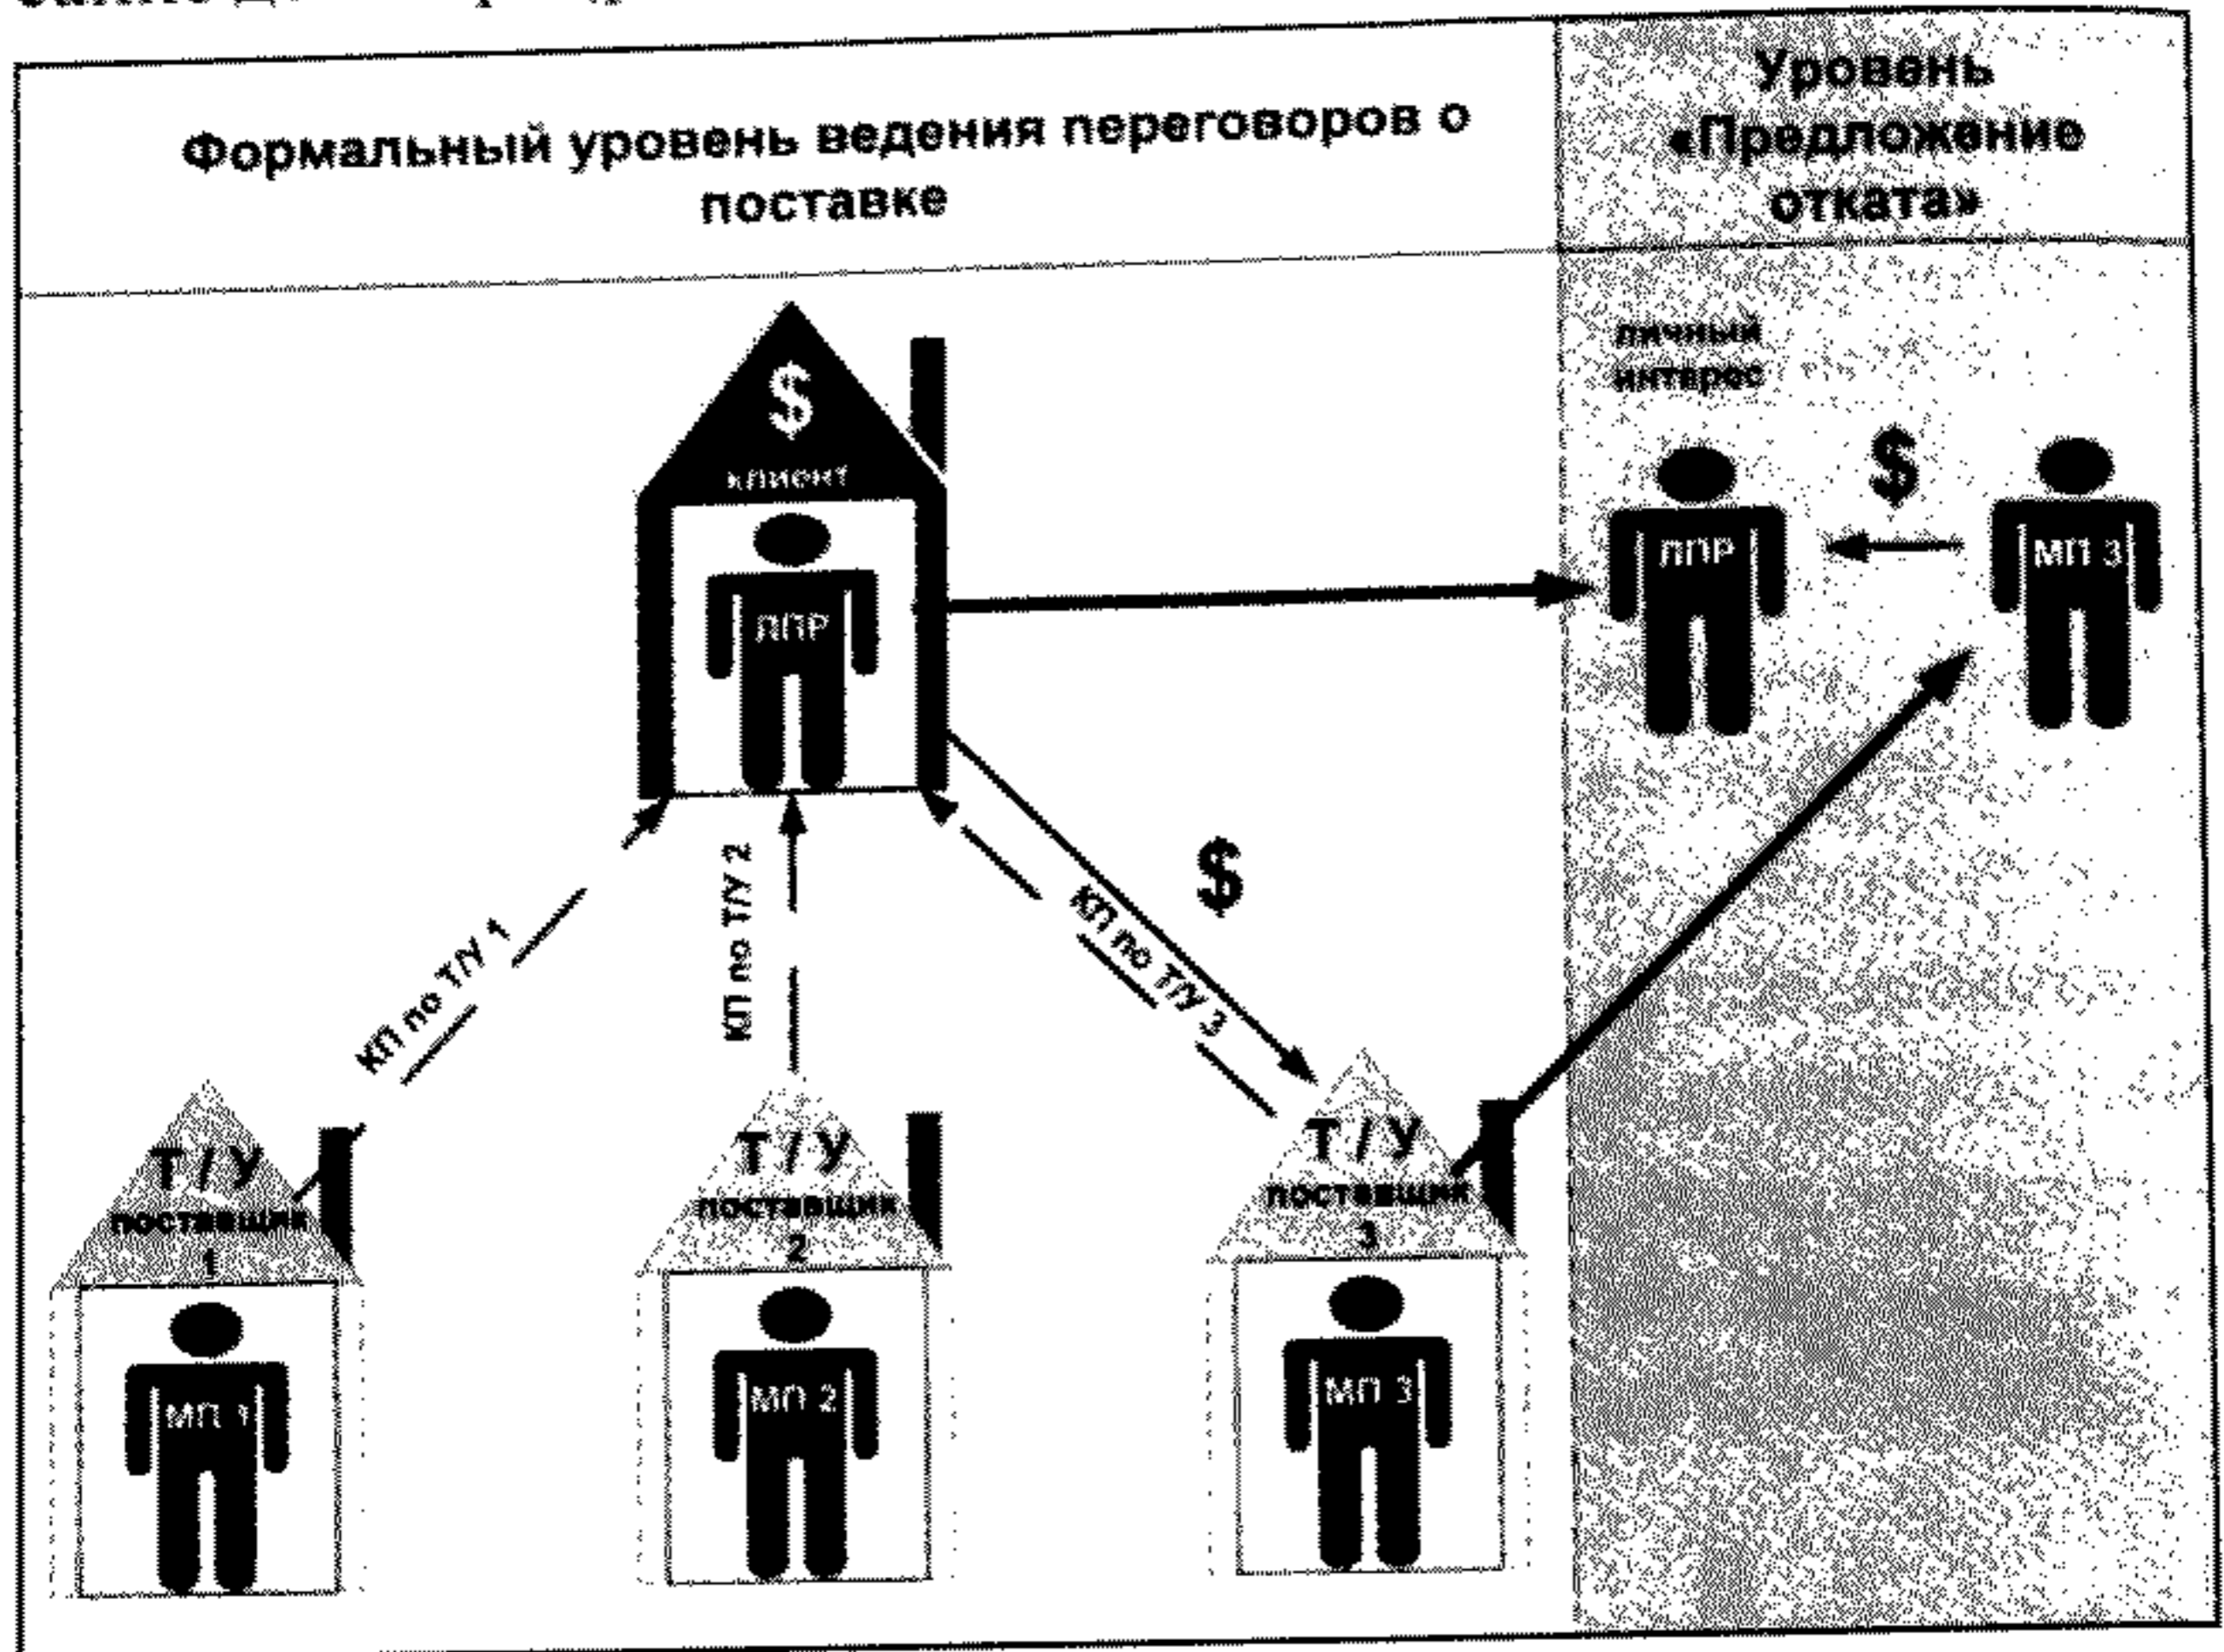 Формальный уровень ведения переговоров о
поставке
Уровень
«Предложение
отката»
личный
интерес
$
клиент
ЛПР
ЛПР
$
МП 3
КП по Т/У 1
КП по Т/У 2
КП по Т/У 3
$
Т / У
поставщик
1
МП 1
Т / У
поставщик
2
МП 2
Т / У
поставщик
3
МП 3